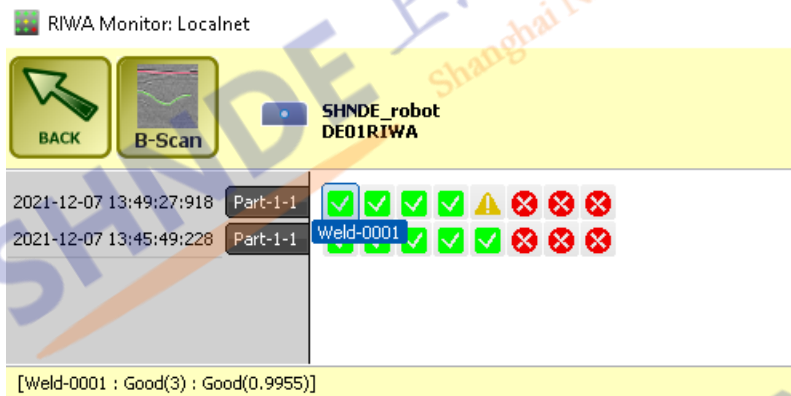 RIWA Monitor: Localnet
BACK
B-Scan
SHNDE_robot
DE01RIWA
2021-12-07 13:49:27:918 Part-1-1
Weld-0001
2021-12-07 13:45:49:228 Part-1-1
[Weld-0001 : Good(3) : Good(0.9955)]
SHNDE 上
Shanghai
SHNDE